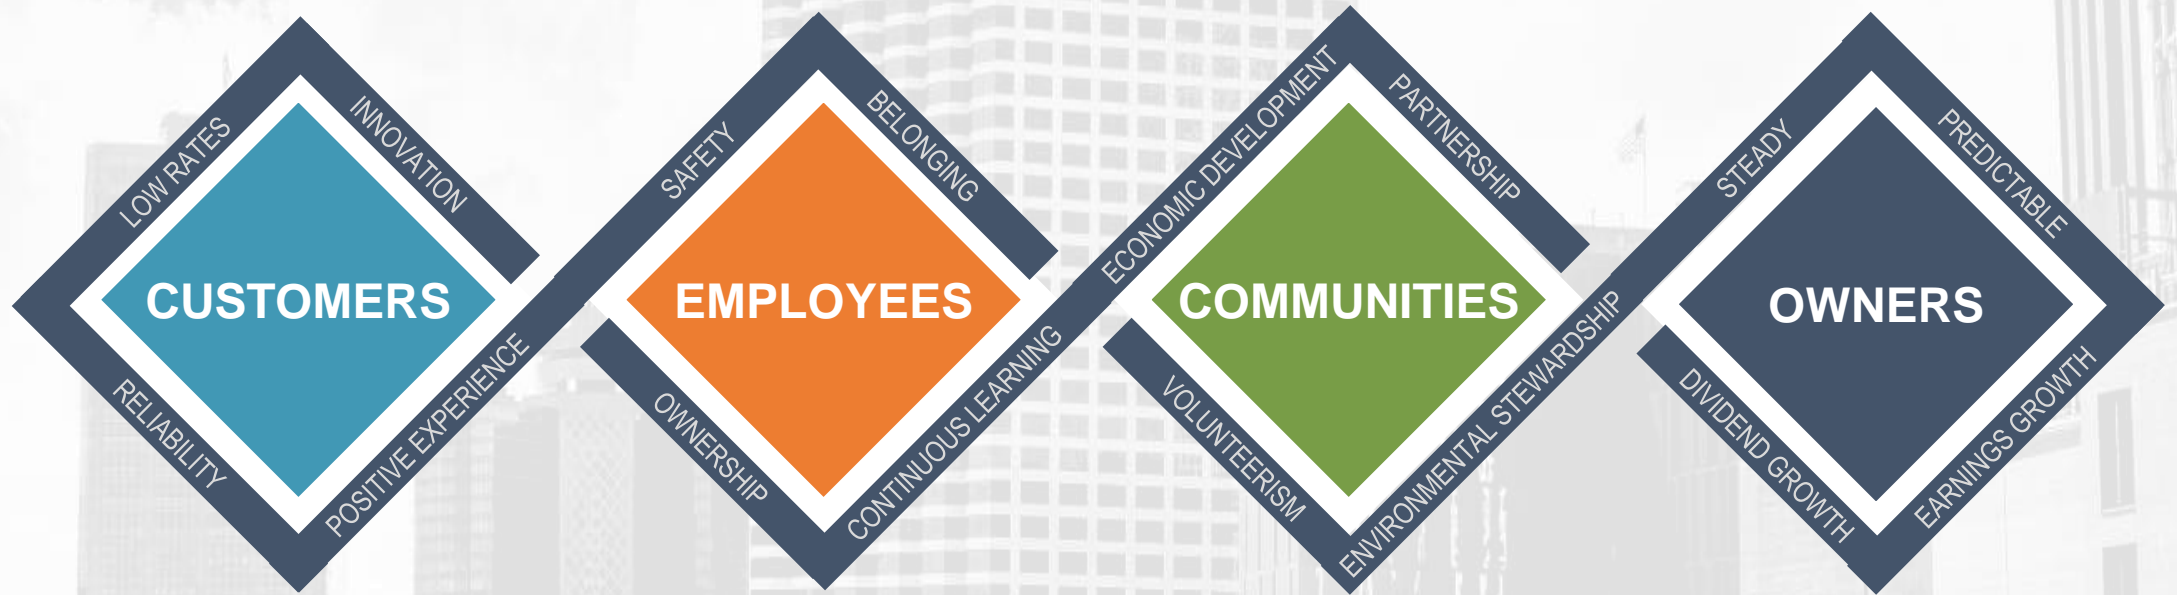 LOW RATES
INNOVATION
CUSTOMERS
RELIABILITY
POSITIVE EXPERIENCE
SAFETY
BELONGING
EMPLOYEES
OWNERSHIP
CONTINUOUS LEARNING
ECONOMIC DEVELOPMENT
PARTNERSHIP
COMMUNITIES
VOLUNTEERISM
ENVIRONMENTAL STEWARDSHIP
STEADY
PREDICTABLE
OWNERS
DIVIDEND GROWTH
EARNINGS GROWTH